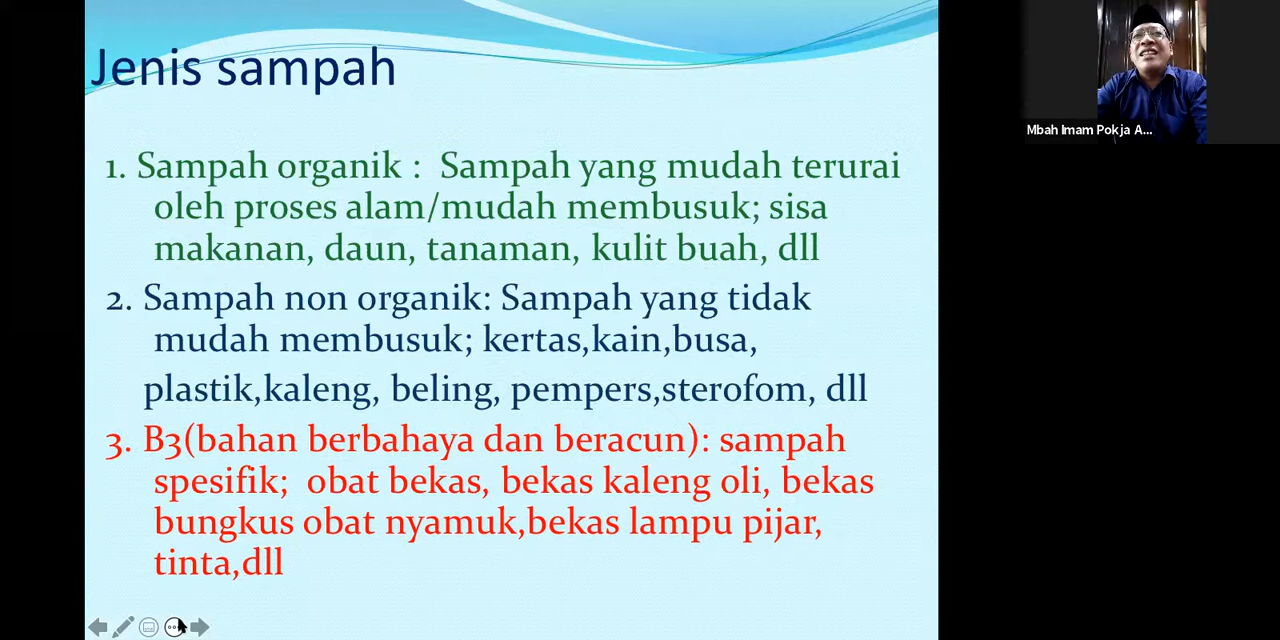 Jenis sampah
1. Sampah organik : Sampah yang mudah terurai
oleh proses alam/mudah membusuk; sisa
makanan, daun, tanaman, kulit buah, dll
2. Sampah non organik: Sampah yang tidak
mudah membusuk; kertas,kain,busa,
plastik,kaleng, beling, pempers,sterofom, dll
3. B3(bahan berbahaya dan beracun): sampah
spesifik; obat bekas, bekas kaleng oli, bekas
bungkus obat nyamuk,bekas lampu pijar,
tinta,dll
Mbah Imam Pokja A...